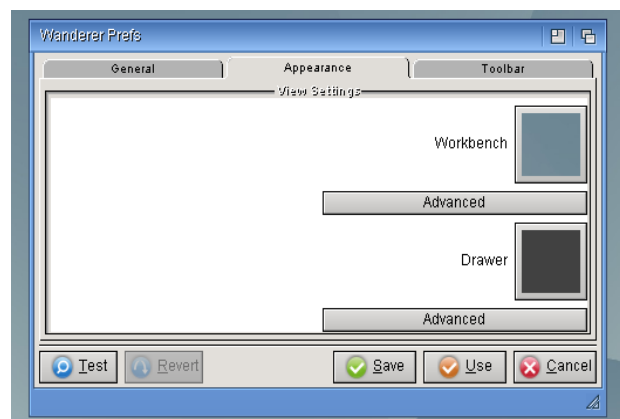 Wanderer Prefs
General Appearance Toolbar
View Settings
Workbench
Advanced
Drawer
Advanced
Test Revert Save Use Cancel